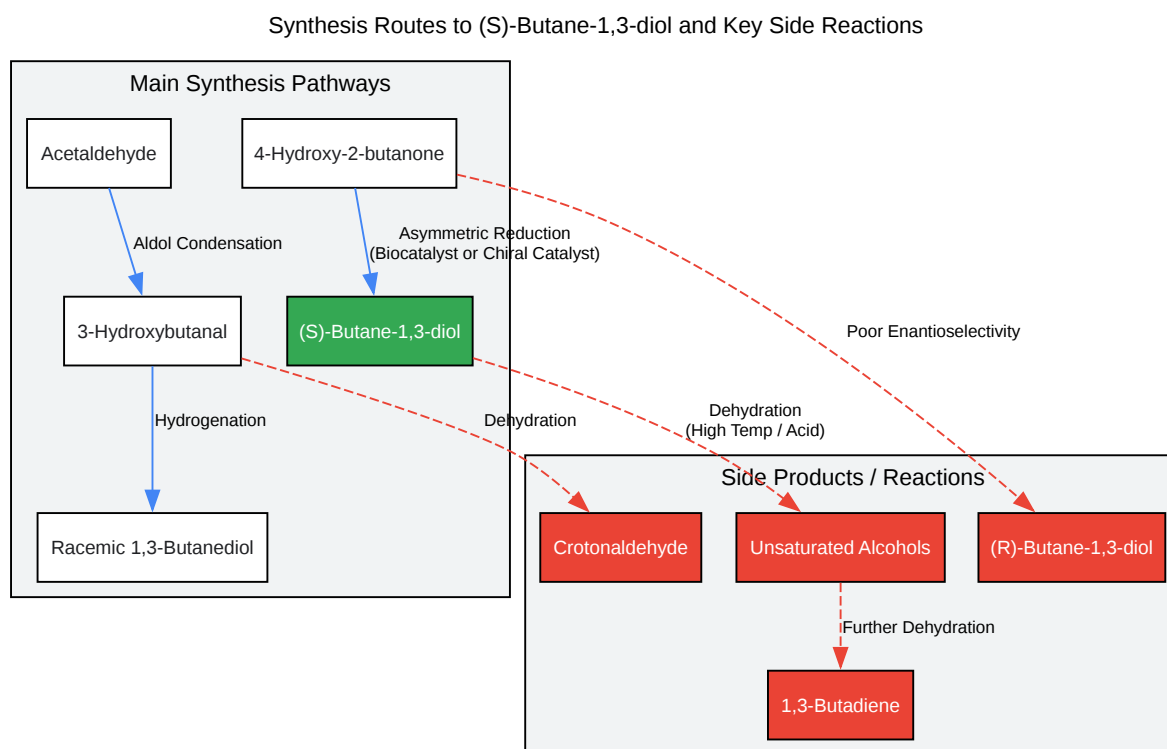 Synthesis Routes to (S)-Butane-1,3-diol and Key Side Reactions
Main Synthesis Pathways
Acetaldehyde
4-Hydroxy-2-butanone
Aldol Condensation
Asymmetric Reduction
(Biocatalyst or Chiral Catalyst)
3-Hydroxybutanal
(S)-Butane-1,3-diol
Poor Enantioselectivity
Hydrogenation
Dehydration
Dehydration
(High Temp / Acid)
Side Products / Reactions
Racemic 1,3-Butanediol
Crotonaldehyde
Unsaturated Alcohols
(R)-Butane-1,3-diol
Further Dehydration
1,3-Butadiene